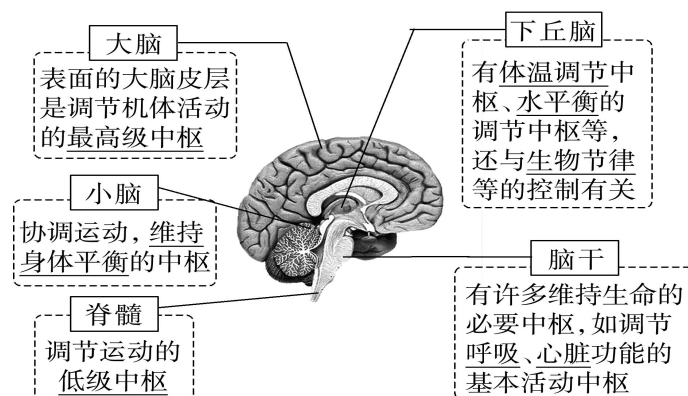 大脑
表面的大脑皮层
是调节机体活动
的最高级中枢
小脑
协调运动，维持
身体平衡的中枢
脊髓
调节运动的
低级中枢
下丘脑
有体温调节中
枢、水平衡的
调节中枢等，
还与生物节律
等的控制有关
脑干
有许多维持生命的
必要中枢，如调节
呼吸、心脏功能的
基本活动中枢